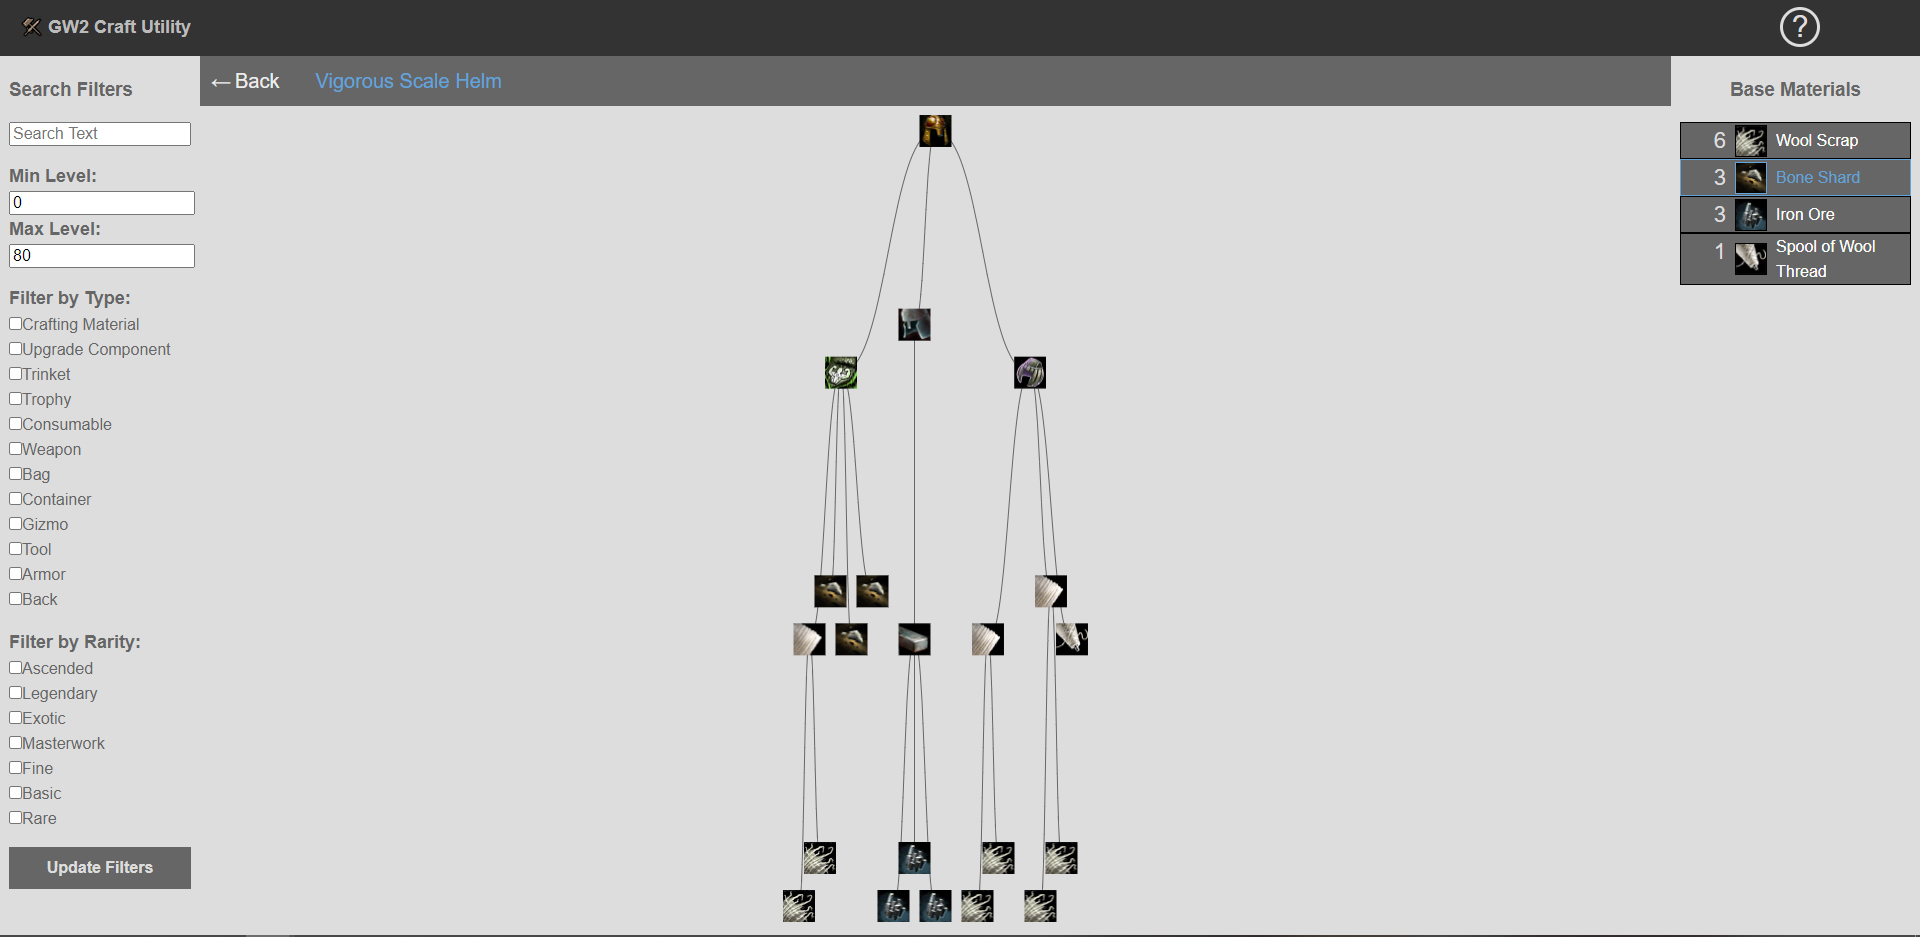 GW2 Craft Utility
?
Search Filters
Search Text
Min Level:
0
Max Level:
80
Filter by Type:
Crafting Material
Upgrade Component
Trinket
Trophy
Consumable
Weapon
Bag
Container
Gizmo
Tool
Armor
Back
Filter by Rarity:
Ascended
Legendary
Exotic
Masterwork
Fine
Basic
Rare
Update Filters
←Back
Vigorous Scale Helm
Base Materials
6 Wool Scrap
3 Bone Shard
3 Iron Ore
1 Spool of Wool
Thread